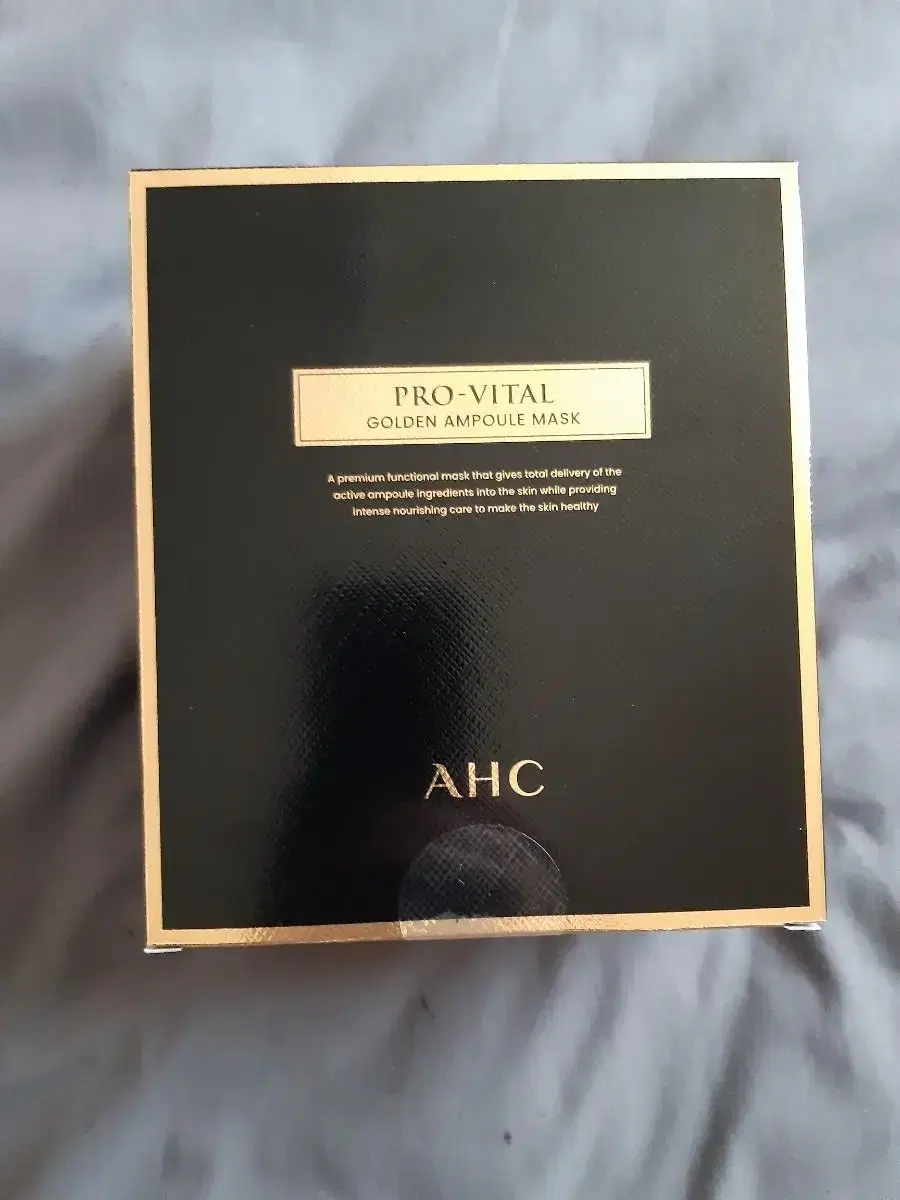 PRO-VITAL
GOLDEN AMPOULE MASK
A premium functional mask that gives total delivery of the
active ampoule ingredients into the skin while providing
intense nourishing care to make the skin healthy
AHC